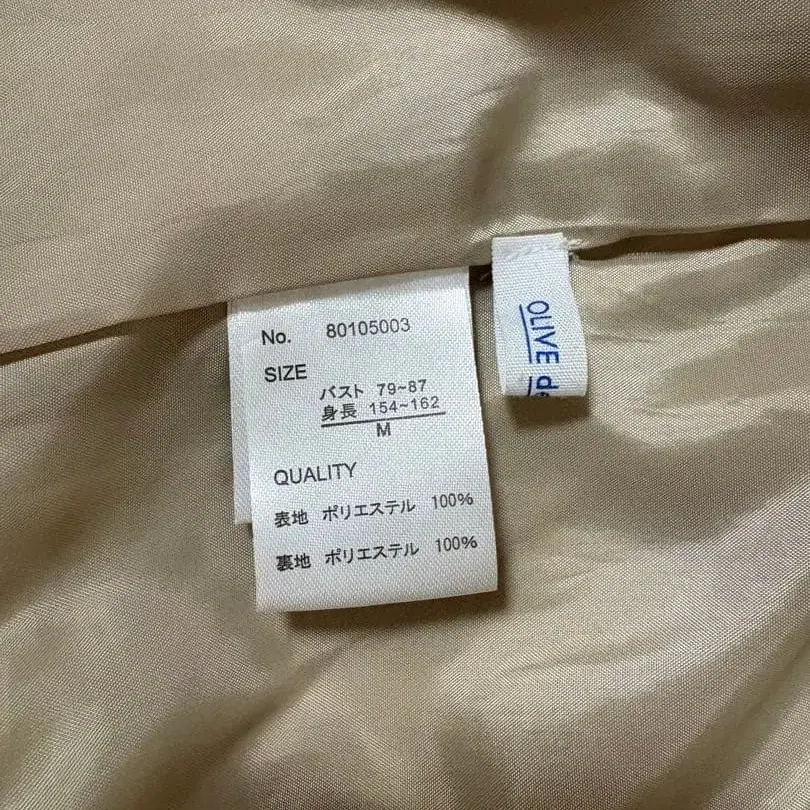 No. 80105003
SIZE
バスト 79~87
身長 154~162
M
QUALITY
表地 ポリエステル 100%
裏地 ポリエステル 100%
OLIVE de